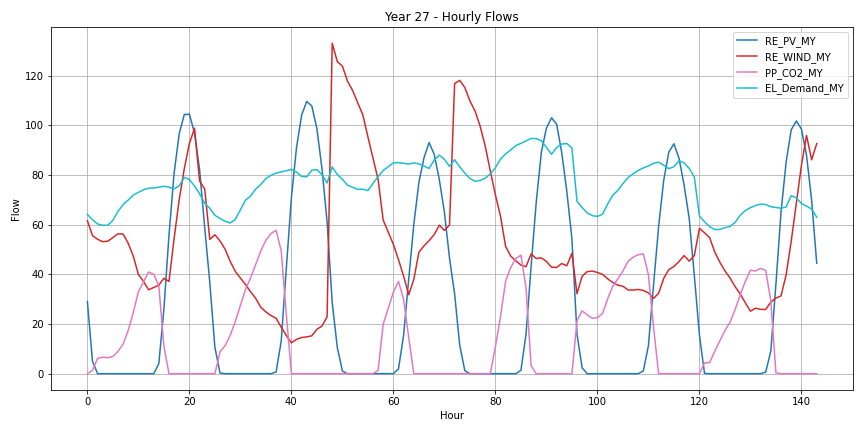 Year 27 - Hourly Flows
RE_PV_MY
RE_WIND_MY
PP_CO2_MY
EL_Demand_MY
120
100
80
60
40
20
0
Flow
0 20 40 60 80 100 120 140
Hour